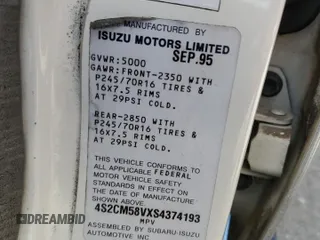 MANUFACTURED BY
ISUZU MOTORS LIMITED
SEP.95
GVWR:5000
GAWR:FRONT-2350 WITH
P245/70R16 TIRES &
16X7.5 RIMS
AT 29PSI COLD.
REAR-2850 WITH
P245/70R16 TIRES &
16X7.5 RIMS
AT 29PSI COLD.
THIS VEHICLE CONFORMS TO ALL
APPLICABLE FEDERAL
VEHICLE SAFETY
STANDARDS IN EFFECT ON THE
DATE OF MANUFACTURE SHOWN
ABOVE.
4S2CM58VXS4374193
MPV
ASSEMBLED BY SUBARU-ISUZU
AUTOMOTIVE INC